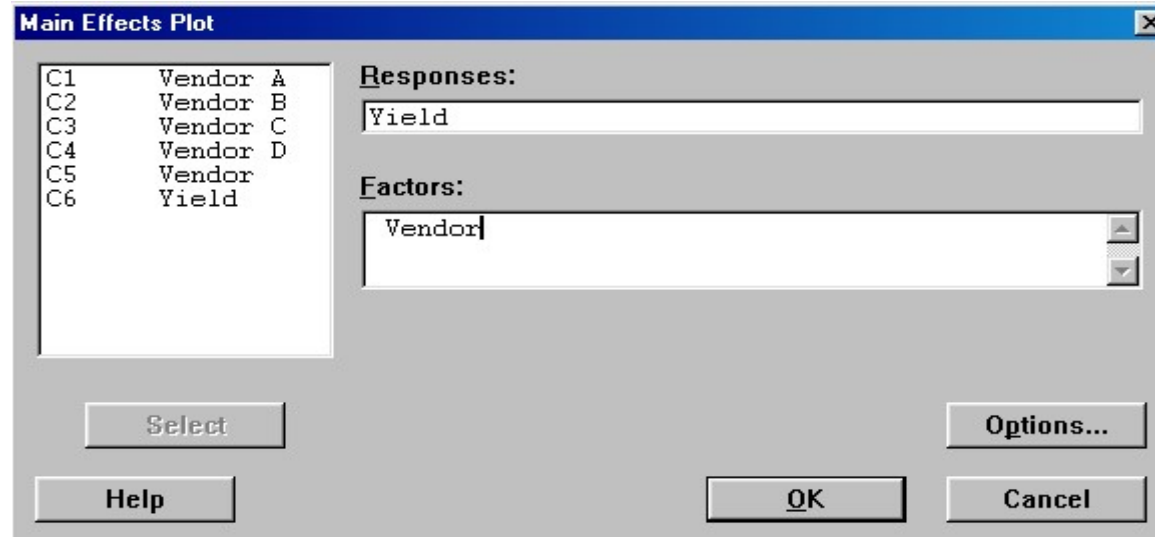 Main Effects Plot
C1 Vendor A
C2 Vendor B
C3 Vendor C
C4 Vendor D
C5 Vendor
C6 Yield
Responses:
Yield
Factors:
Vendor
Select
Options...
Help
OK
Cancel